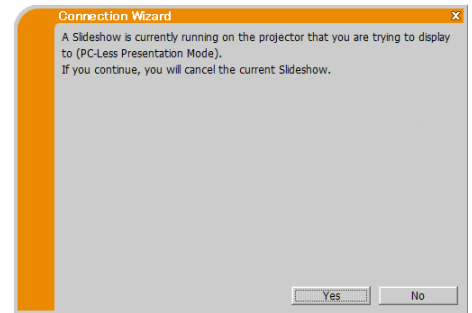 Connection Wizard x
A Slideshow is currently running on the projector that you are trying to display
to (PC-Less Presentation Mode).
If you continue, you will cancel the current Slideshow.
Yes No